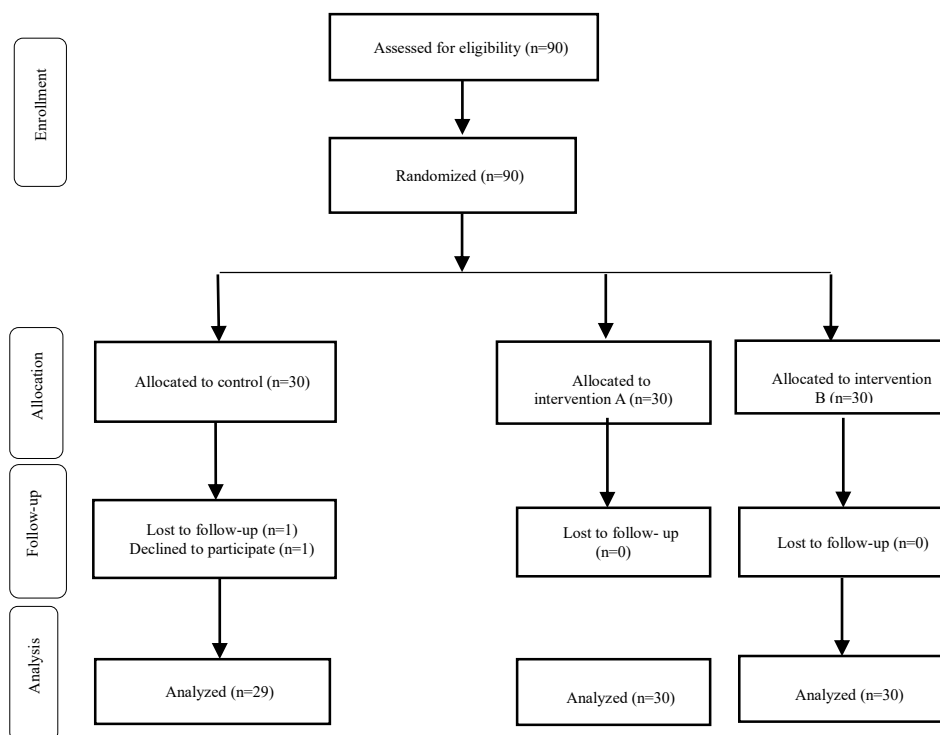 Enrollment
Assessed for eligibility (n=90)
Randomized (n=90)
Allocation
Allocated to control (n=30)
Allocated to
intervention A (n=30)
Allocated to intervention
B (n=30)
Follow-up
Lost to follow-up (n=1)
Declined to participate (n=1)
Lost to follow- up
(n=0)
Lost to follow-up (n=0)
Analysis
Analyzed (n=29)
Analyzed (n=30)
Analyzed (n=30)